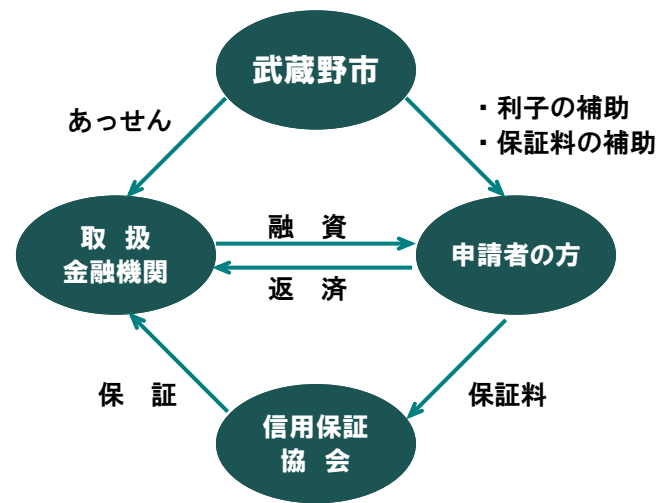 武蔵野市
あっせん
・利子の補助
・保証料の補助
取 扱
金融機関
融 資
返 済
申請者の方
保 証
保証料
信用保証
協 会